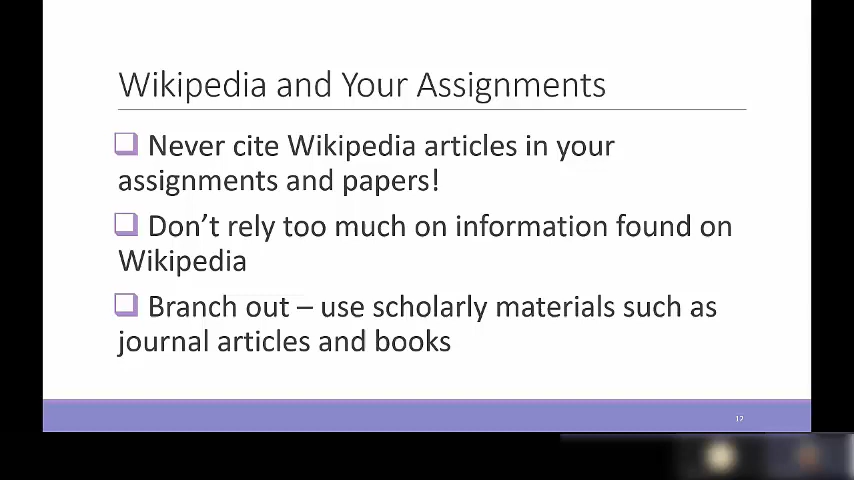 Wikipedia and Your Assignments
Never cite Wikipedia articles in your
assignments and papers!
Don’t rely too much on information found on
Wikipedia
Branch out – use scholarly materials such as
journal articles and books
12